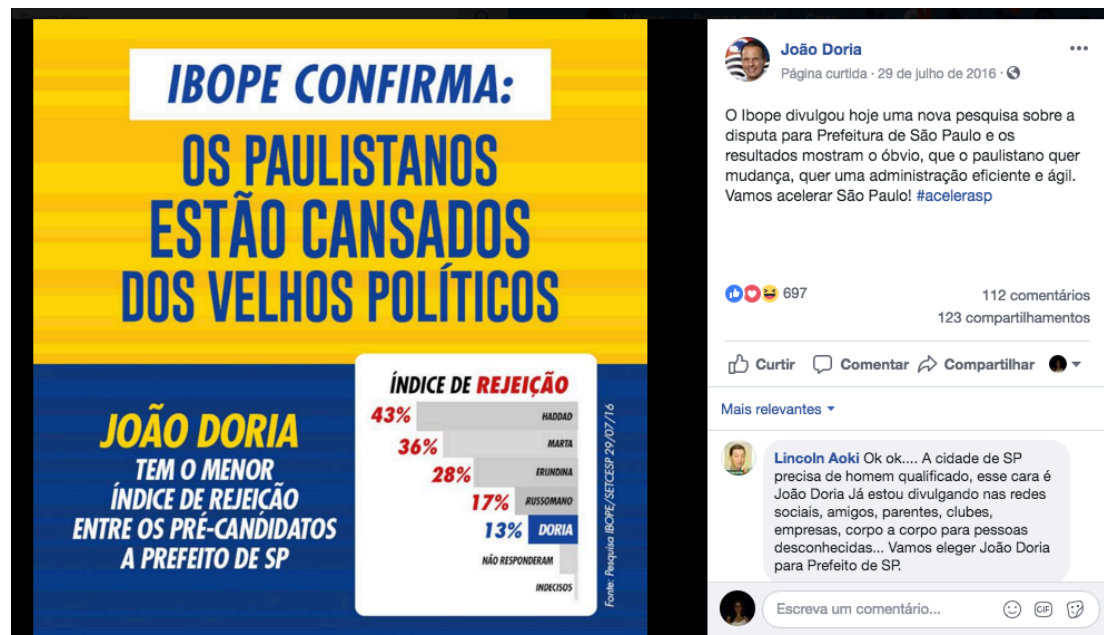 IBOPE CONFIRMA:
OS PAULISTANOS
ESTÃO CANSADOS
DOS VELHOS POLÍTICOS
JOÃO DORIA
TEM O MENOR
ÍNDICE DE REJEIÇÃO
ENTRE OS PRÉ-CANDIDATOS
A PREFEITO DE SP
ÍNDICE DE REJEIÇÃO
43% HADDAD
36% MARTA
28% ERUNDINA
17% RUSSOMANO
13% DORIA
NÃO RESPONDERAM
INDECISOS
Fonte: Pesquisa IBOPE/SETCESP 29/07/16
João Doria
Página curtida · 29 de julho de 2016 ·
O Ibope divulgou hoje uma nova pesquisa sobre a
disputa para Prefeitura de São Paulo e os
resultados mostram o óbvio, que o paulistano quer
mudança, quer uma administração eficiente e ágil.
Vamos acelerar São Paulo! #acelerasp
697
112 comentários
123 compartilhamentos
Curtir Comentar Compartilhar
Mais relevantes
Lincoln Aoki Ok ok.... A cidade de SP
precisa de homem qualificado, esse cara é
João Doria Já estou divulgando nas redes
sociais, amigos, parentes, clubes,
empresas, corpo a corpo para pessoas
desconhecidas... Vamos eleger João Doria
para Prefeito de SP.
Escreva um comentário...
GIF